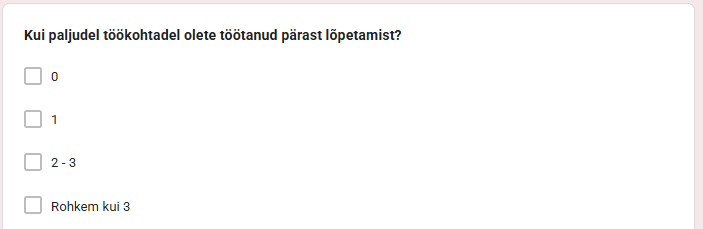 Kui paljudel töökohtadel olete töötanud pärast lõpetamist?
0
1
2 - 3
Rohkem kui 3